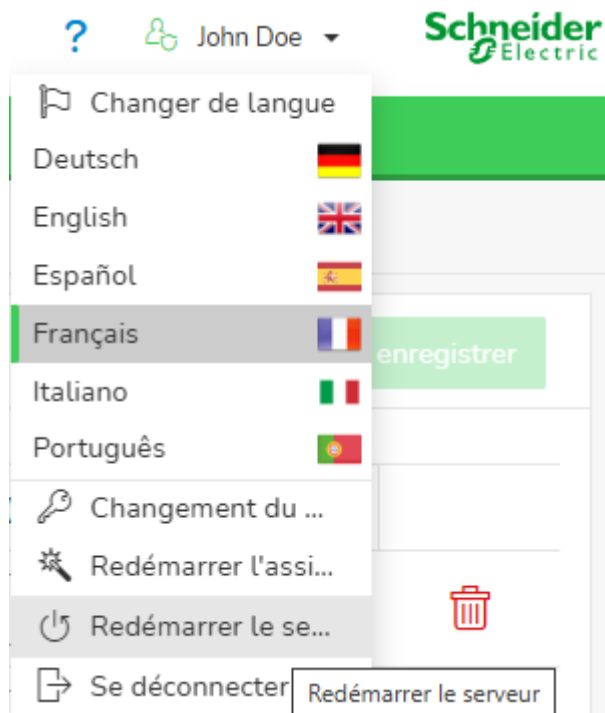 ? John Doe
Schneider
Electric
Changer de langue
Deutsch
English
Español
Français
enregistrer
Italiano
Português
Changement du ...
Redémarrer l'assi...
Redémarrer le se...
Se déconnecter
Redémarrer le serveur